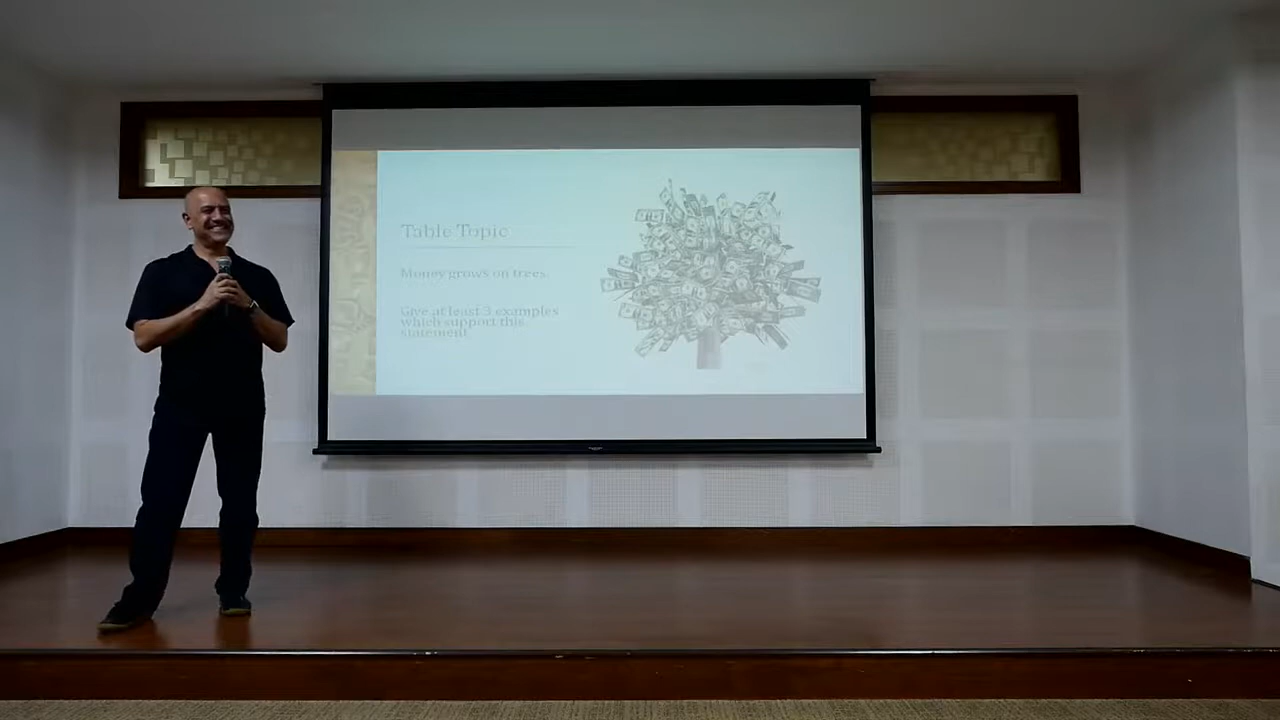 Table Topic
Money grows on trees.
Give at least 3 examples
which support this
statement